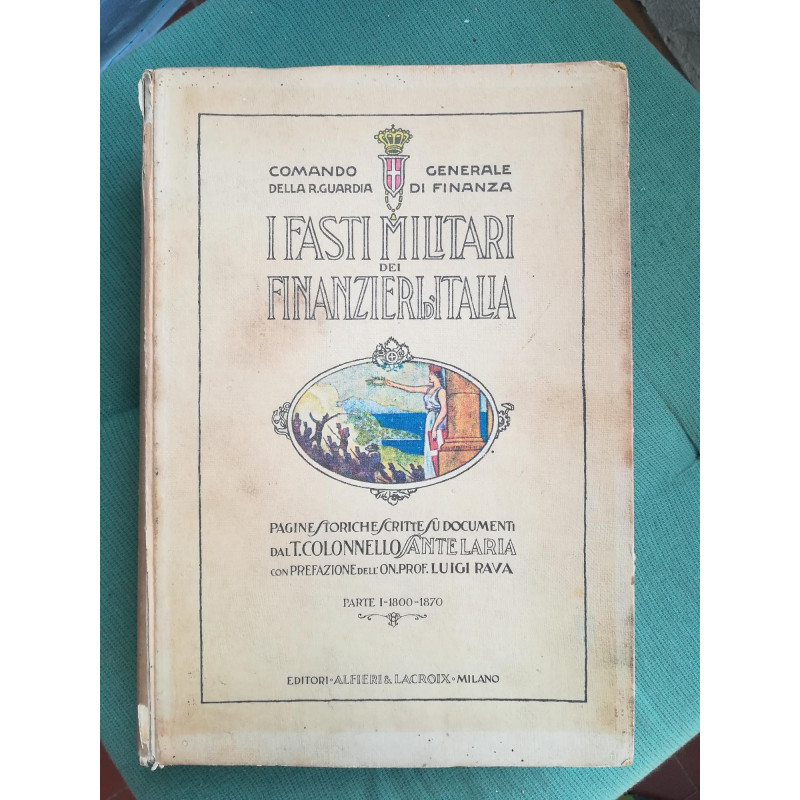 COMANDO GENERALE
DELLA R. GUARDIA DI FINANZA
I FASTI MILITARI
DEI
FINANZIERI D'ITALIA
PAGINE STORICHE SCRITTE SÙ DOCUMENTI
DAL T. COLONNELLO SANTE LARIA
CON PREFAZIONE DELL' ON. PROF. LUIGI RAVA
PARTE I - 1800 - 1870
EDITORI · ALFIERI & LACROIX · MILANO